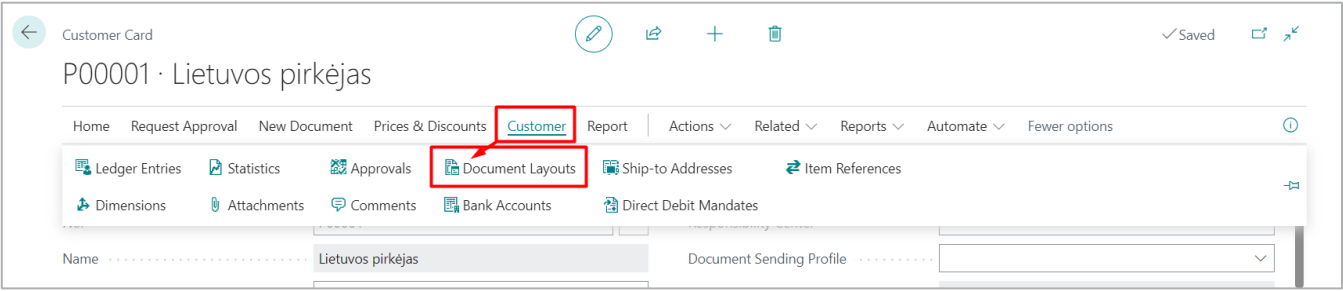 Customer Card
Saved
P00001 · Lietuvos pirkėjas
Home Request Approval New Document Prices & Discounts Customer Report Actions Related Reports Automate Fewer options
Ledger Entries Statistics Approvals Document Layouts Ship-to Addresses Item References
Dimensions Attachments Comments Bank Accounts Direct Debit Mandates
Name Lietuvos pirkėjas Document Sending Profile